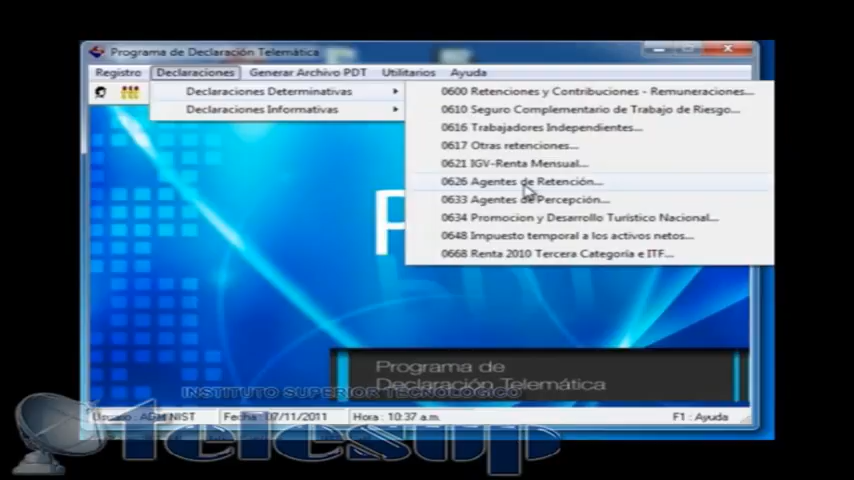 Programa de Declaración Telemática
Registro Declaraciones Generar Archivo PDT Utilitarios Ayuda
Declaraciones Determinativas
Declaraciones Informativas
0600 Retenciones y Contribuciones - Remuneraciones...
0610 Seguro Complementario de Trabajo de Riesgo...
0616 Trabajadores Independientes...
0617 Otras retenciones...
0621 IGV-Renta Mensual...
0626 Agentes de Retención...
0633 Agentes de Percepción...
0634 Promocion y Desarrollo Turístico Nacional...
0648 Impuesto temporal a los activos netos...
0668 Renta 2010 Tercera Categoría e ITF...
P
Programa de
Declaración Telemática
INSTITUTO SUPERIOR TECNOLOGICO
Usuario : ADMINIST Fecha : 07/11/2011 Hora : 10:37 a.m. F1 : Ayuda
telesup